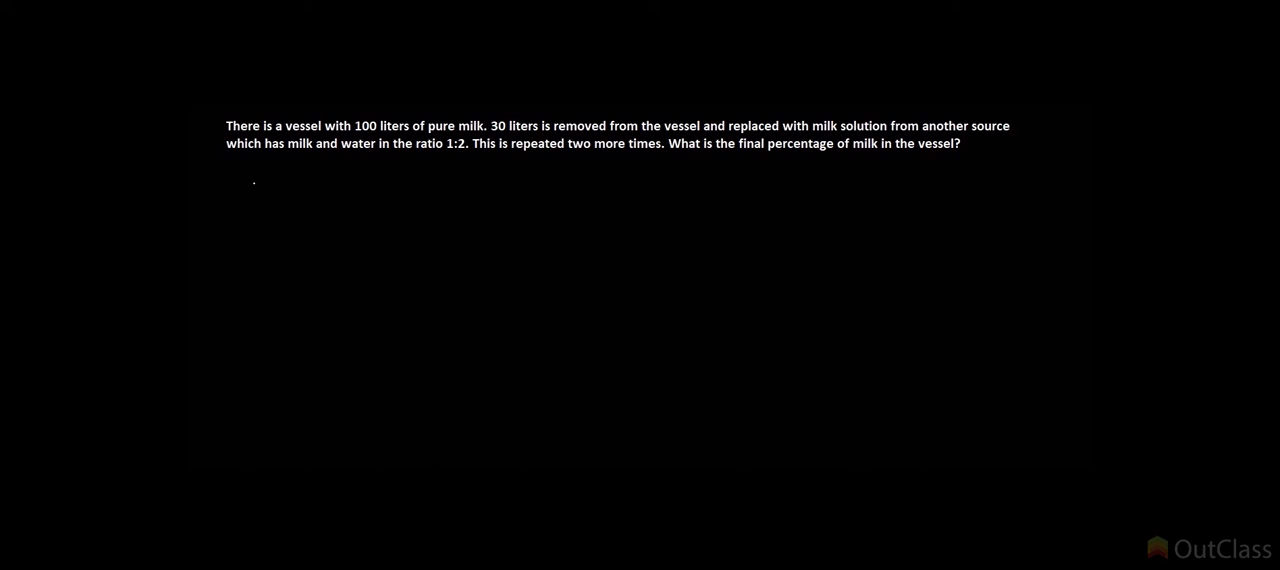 There is a vessel with 100 liters of pure milk. 30 liters is removed from the vessel and replaced with milk solution from another source
which has milk and water in the ratio 1:2. This is repeated two more times. What is the final percentage of milk in the vessel?
OutClass